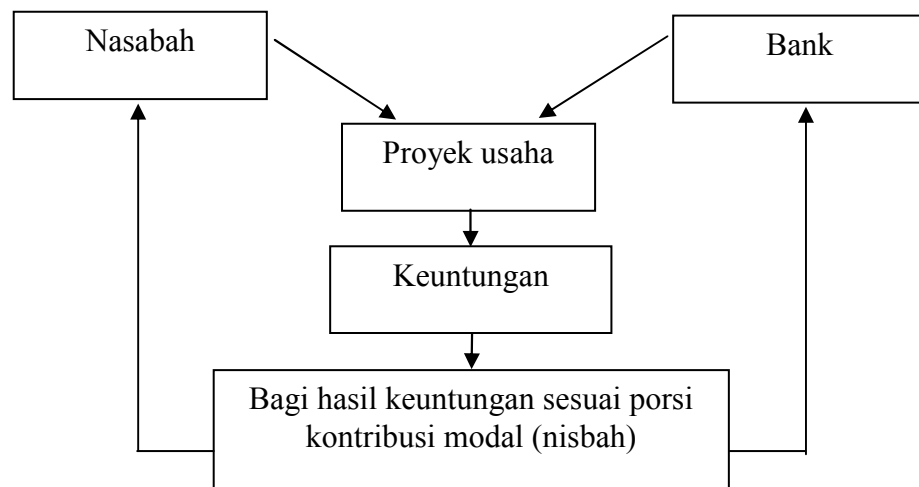 Nasabah
Bank
Proyek usaha
Keuntungan
Bagi hasil keuntungan sesuai porsi
kontribusi modal (nisbah)